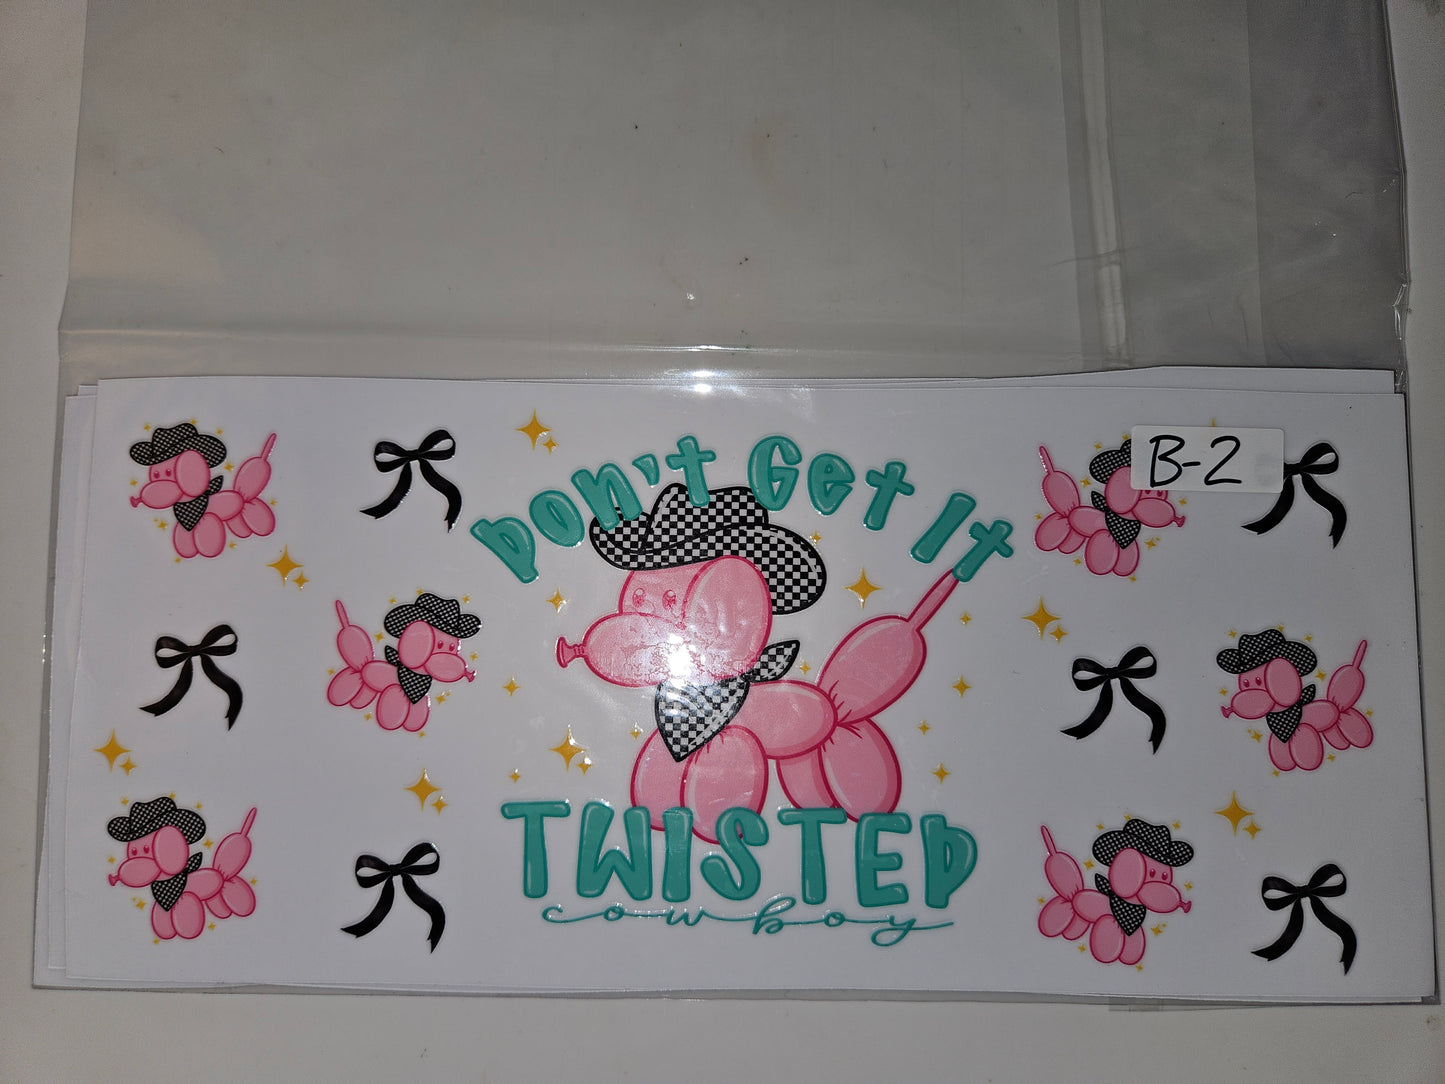 Don't Get It
B-2
TWISTED
cowboy